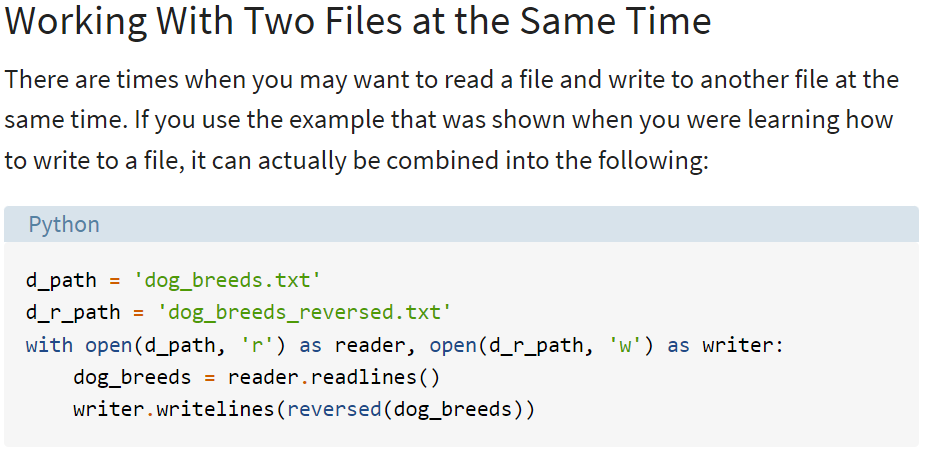 Working With Two Files at the Same Time
There are times when you may want to read a file and write to another file at the
same time. If you use the example that was shown when you were learning how
to write to a file, it can actually be combined into the following:
Python
d_path = 'dog_breeds.txt'
d_r_path = 'dog_breeds_reversed.txt'
with open(d_path, 'r') as reader, open(d_r_path, 'w') as writer:
    dog_breeds = reader.readlines()
    writer.writelines(reversed(dog_breeds))